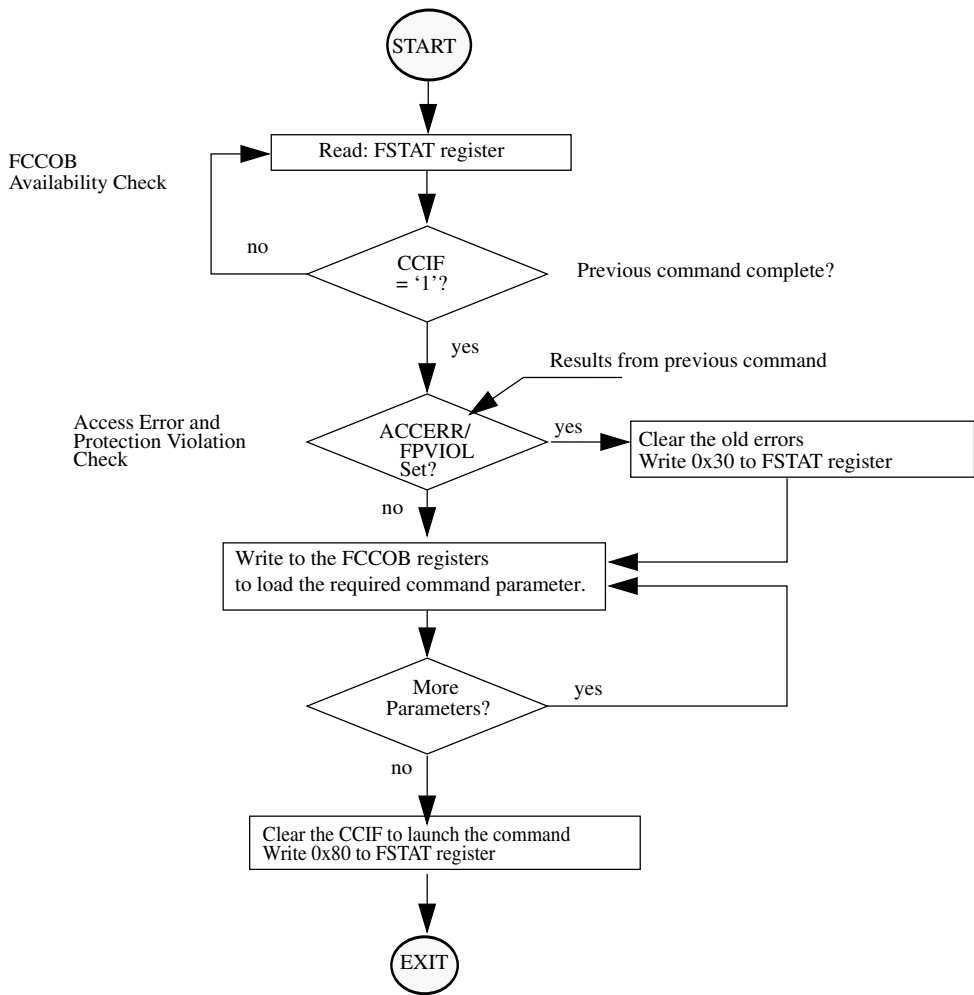 START
Read: FSTAT register
FCCOB
Availability Check
no
CCIF
= ‘1’?
Previous command complete?
yes
Results from previous command
Access Error and
Protection Violation
Check
ACCERR/
FPVIOL
Set?
yes
Clear the old errors
Write 0x30 to FSTAT register
no
Write to the FCCOB registers
to load the required command parameter.
More
Parameters?
yes
no
Clear the CCIF to launch the command
Write 0x80 to FSTAT register
EXIT